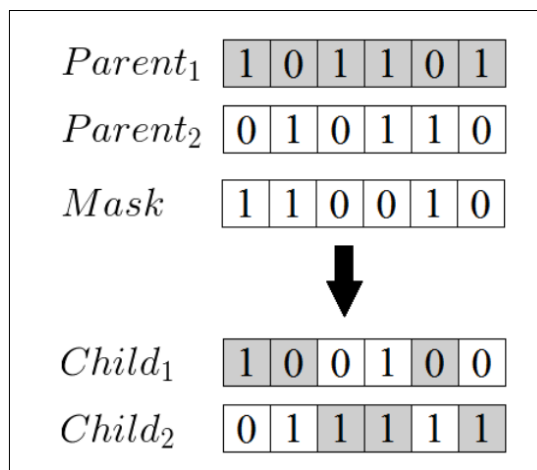 Parent₁ 1 0 1 1 0 1
Parent₂ 0 1 0 1 1 0
Mask 1 1 0 0 1 0
Child₁ 1 0 0 1 0 0
Child₂ 0 1 1 1 1 1